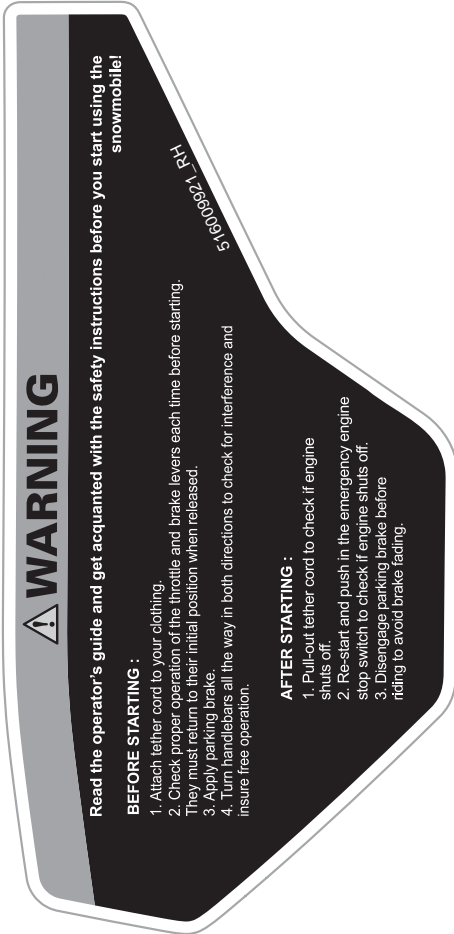 WARNIING
Read the operator's guide and get acquanted with the safety instructions before you start using the
snowmobile!
516009921_RH
BEFORE STARTING :
1. Attach tether cord to your clothing.
2. Check proper operation of the throttle and brake levers each time before starting.
They must return to their initial position when released.
3. Apply parking brake.
4. Turn handlebars all the way in both directions to check for interference and
insure free operation.
AFTER STARTING :
1. Pull-out tether cord to check if engine
shuts off.
2. Re-start and push in the emergency engine
stop switch to check if engine shuts off.
3. Disengage parking brake before
riding to avoid brake fading.